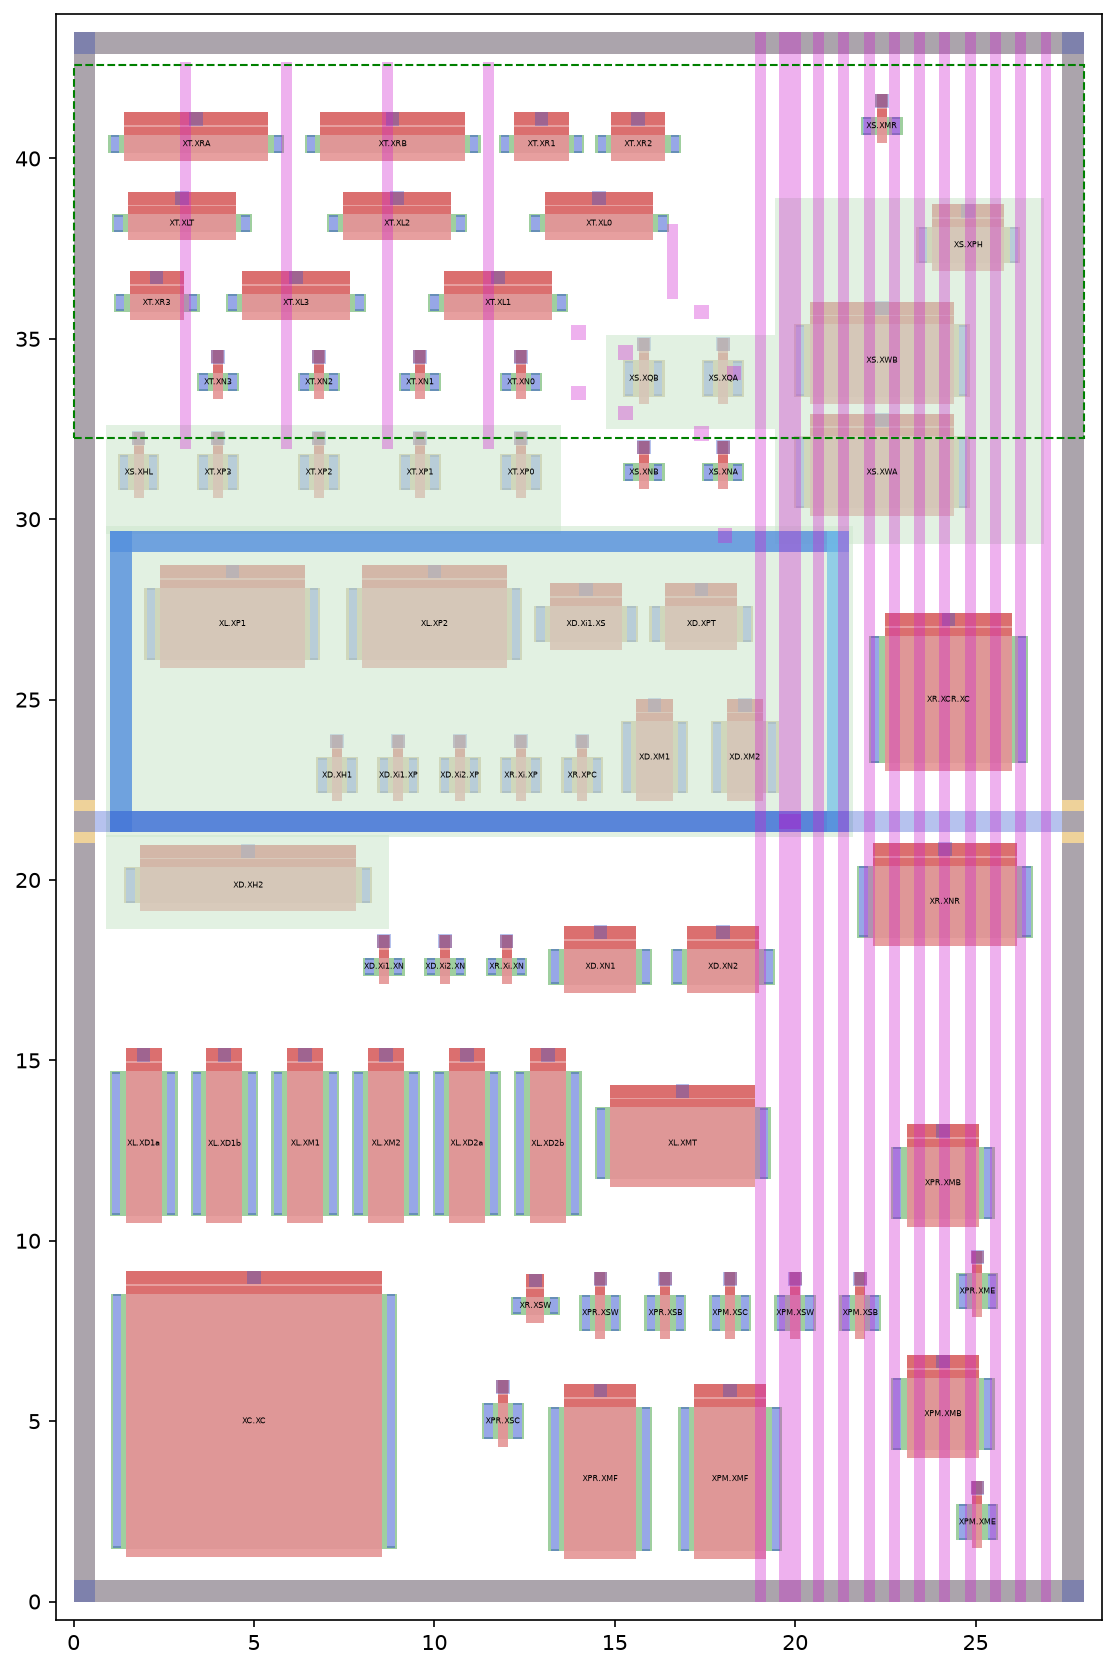 XS.XMR
XT.XRA XT.XRB XT.XR1 XT.XR2
40
XT.XLT XT.XL2 XT.XL0
XS.XPH
XT.XR3 XT.XL3 XT.XL1
35
XS.XWB
XT.XN3 XT.XN2 XT.XN1 XT.XN0 XS.XQB XS.XQA
XS.XHL XT.XP3 XT.XP2 XT.XP1 XT.XP0 XS.XNB XS.XNA XS.XWA
30
XL.XP1 XL.XP2 XD.Xi1.XS XD.XPT
25
XR.XCR.XC
XD.XM1 XD.XM2
XD.XH1 XD.Xi1.XP XD.Xi2.XP XR.Xi.XP XR.XPC
20
XD.XH2
XR.XNR
XD.Xi1.XN XD.Xi2.XN XR.Xi.XN XD.XN1 XD.XN2
15
XL.XD1a XL.XD1b XL.XM1 XL.XM2 XL.XD2a XL.XD2b XL.XMT
XPR.XMB
10
XPR.XME
XR.XSW XPR.XSW XPR.XSB XPM.XSC XPM.XSW XPM.XSB
5
XC.XC XPR.XSC XPM.XMB
XPR.XMF XPM.XMF
XPM.XME
0
0 5 10 15 20 25